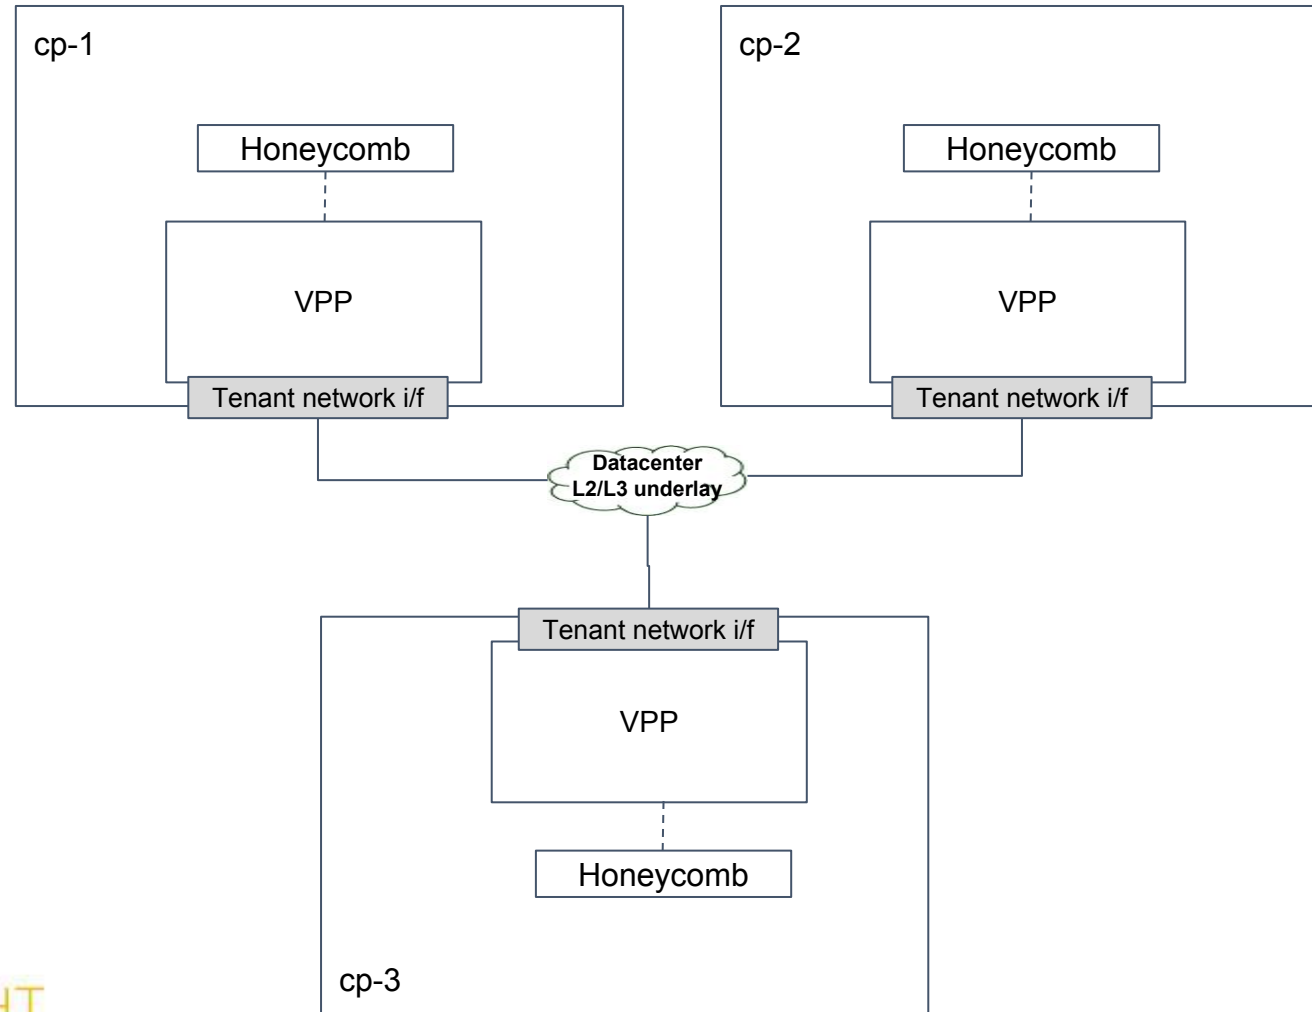 cp-1
cp-2
Honeycomb
Honeycomb
VPP
VPP
Tenant network i/f
Tenant network i/f
Datacenter
L2/L3 underlay
Tenant network i/f
VPP
Honeycomb
cp-3